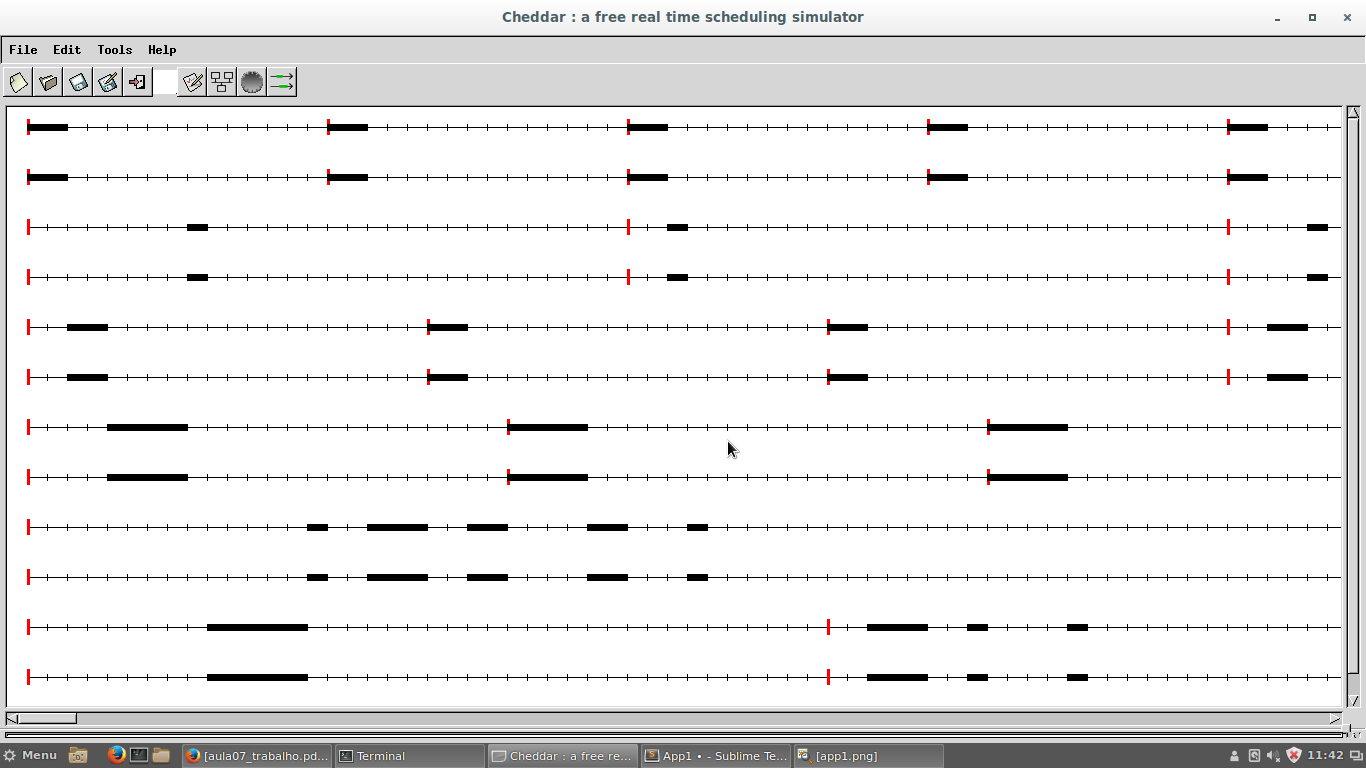 Cheddar : a free real time scheduling simulator
File Edit Tools Help
Menu [aula07_trabalho.pd... Terminal Cheddar : a free re... App1 • - Sublime Te... [app1.png] 11:42